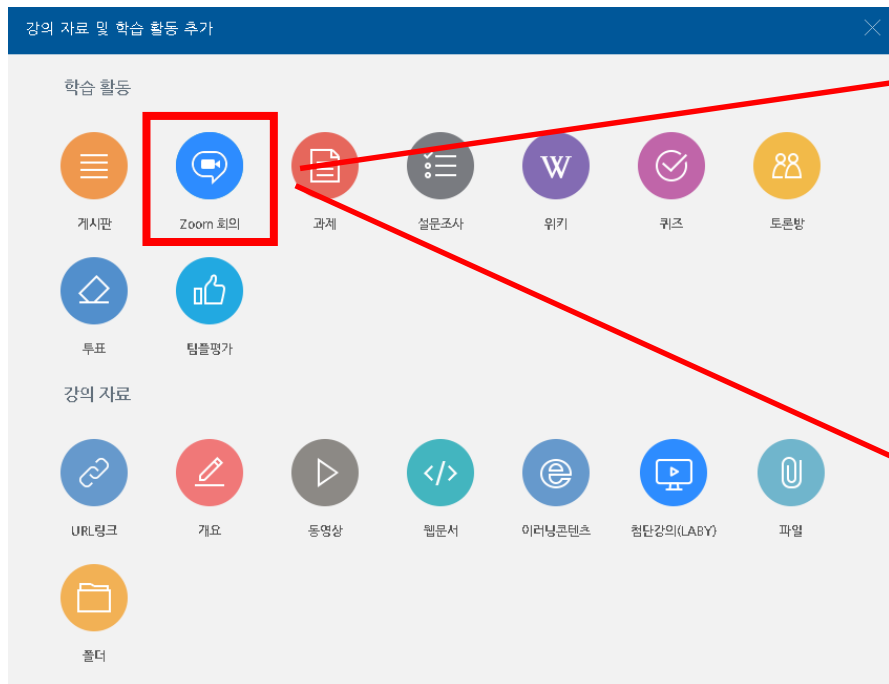 강의 자료 및 학습 활동 추가
학습 활동
게시판
Zoom 회의
과제
설문조사
위키
퀴즈
토론방
투표
팀플평가
강의 자료
URL링크
개요
동영상
웹문서
이러닝콘텐츠
첨단강의(LABY)
파일
폴더